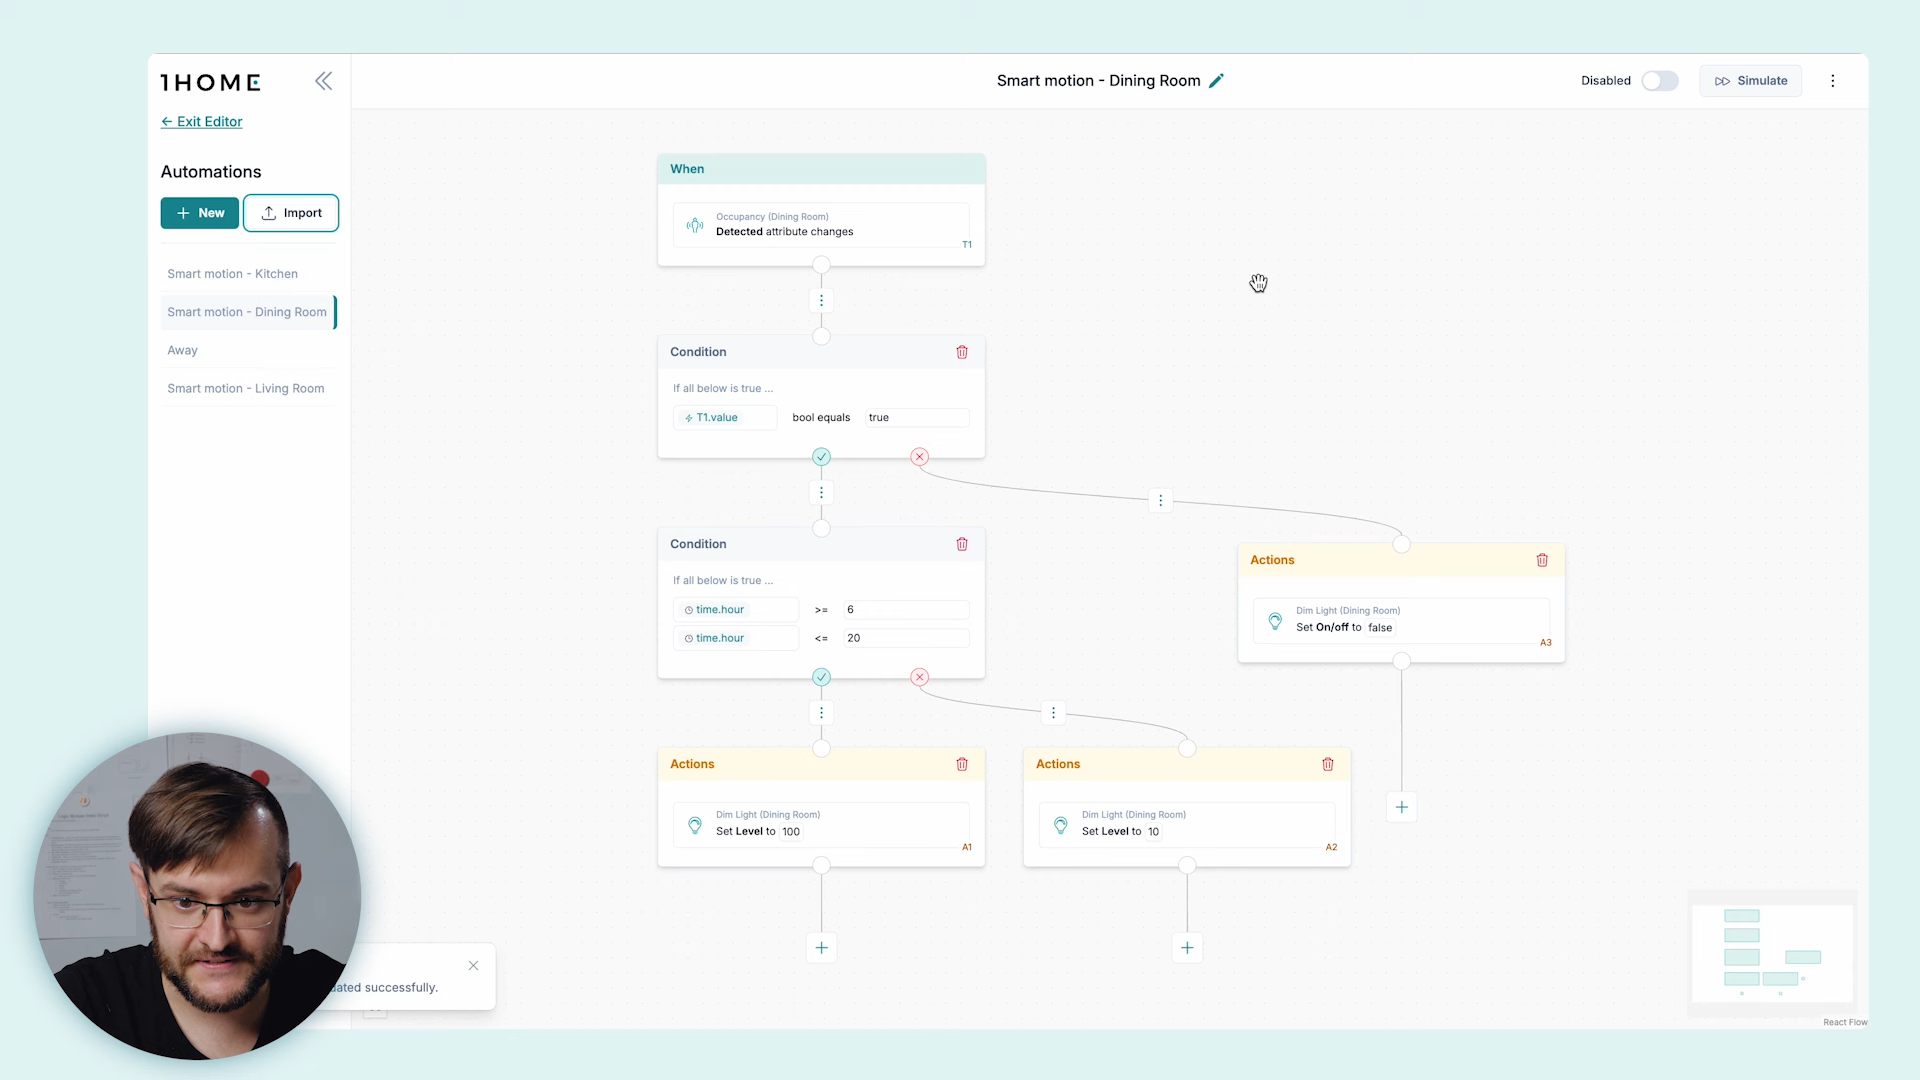 1HOME
← Exit Editor
Automations
+ New
Import
Smart motion - Kitchen
Smart motion - Dining Room
Away
Smart motion - Living Room
Smart motion - Dining Room
Disabled
Simulate
When
Occupancy (Dining Room)
Detected attribute changes
T1
Condition
If all below is true ...
T1.value bool equals true
Condition
If all below is true ...
time.hour >= 6
time.hour <= 20
Actions
Dim Light (Dining Room)
Set On/off to false
A3
Actions
Dim Light (Dining Room)
Set Level to 100
A1
Actions
Dim Light (Dining Room)
Set Level to 10
A2
successfully.
React Flow